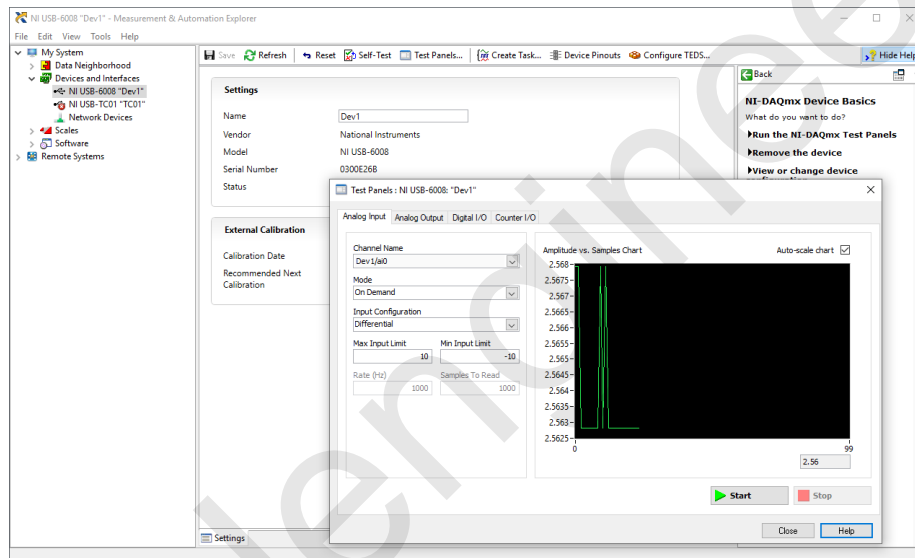 NI USB-6008 "Dev1" - Measurement & Automation Explorer
File Edit View Tools Help
My System
Data Neighborhood
Devices and Interfaces
NI USB-6008 "Dev1"
NI USB-TC01 "TC01"
Network Devices
Scales
Software
Remote Systems
Save Refresh Reset Self-Test Test Panels... Create Task... Device Pinouts Configure TEDS... Hide Help
Settings
Name Dev1
Vendor National Instruments
Model NI USB-6008
Serial Number 0300E26B
Status
External Calibration
Calibration Date
Recommended Next
Calibration
Settings
Back
NI-DAQmx Device Basics
What do you want to do?
Run the NI-DAQmx Test Panels
Remove the device
View or change device
Test Panels : NI USB-6008: "Dev1"
Analog Input Analog Output Digital I/O Counter I/O
Channel Name
Dev1/ai0
Mode
On Demand
Input Configuration
Differential
Max Input Limit Min Input Limit
10 -10
Rate (Hz) Samples To Read
1000 1000
Amplitude vs. Samples Chart Auto-scale chart
2.568
2.5675
2.567
2.5665
2.566
2.5655
2.565
2.5645
2.564
2.5635
2.563
2.5625
0 99
2.56
Start Stop
Close Help